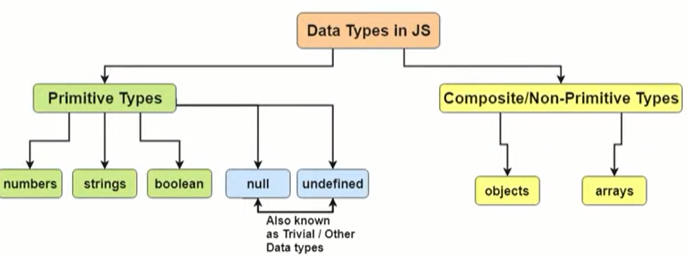 Data Types in JS
Primitive Types
Composite/Non-Primitive Types
numbers
strings
boolean
null
undefined
objects
arrays
Also known
as Trivial / Other
Data types